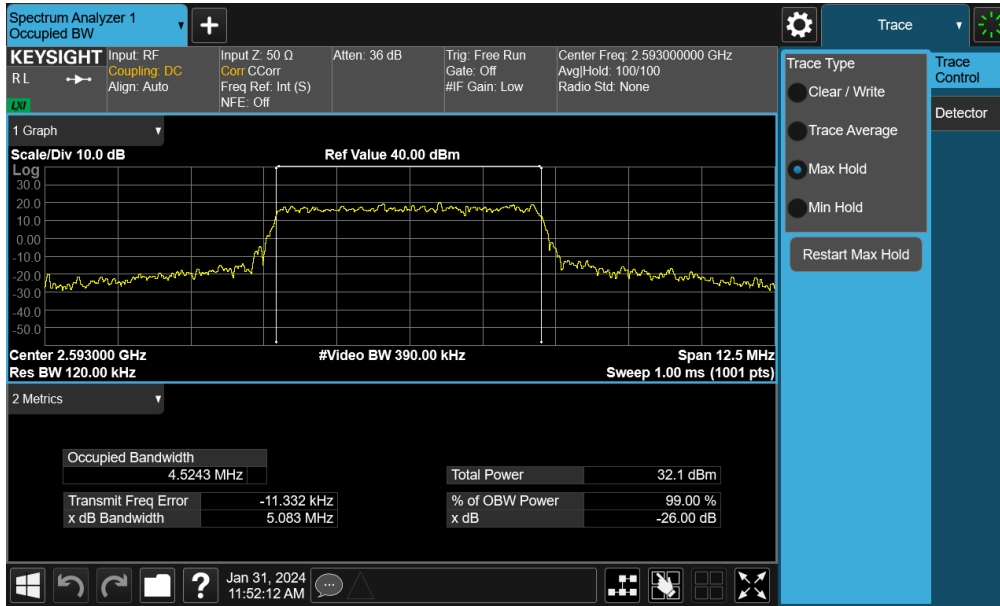 Spectrum Analyzer 1
Occupied BW
+
Trace
KEYSIGHT
RL
LXI
Input: RF
Coupling: DC
Align: Auto
Input Z: 50 Ω
Corr CCorr
Freq Ref: Int (S)
NFE: Off
Atten: 36 dB
Trig: Free Run
Gate: Off
#IF Gain: Low
Center Freq: 2.593000000 GHz
Avg|Hold: 100/100
Radio Std: None
Trace Type
Clear / Write
Trace Average
Max Hold
Min Hold
Restart Max Hold
Trace
Control
Detector
1 Graph
Scale/Div 10.0 dB
Ref Value 40.00 dBm
Log
30.0
20.0
10.0
0.00
-10.0
-20.0
-30.0
-40.0
-50.0
Center 2.593000 GHz
#Video BW 390.00 kHz
Span 12.5 MHz
Res BW 120.00 kHz
Sweep 1.00 ms (1001 pts)
2 Metrics
Occupied Bandwidth
4.5243 MHz
Total Power 32.1 dBm
Transmit Freq Error -11.332 kHz
% of OBW Power 99.00 %
x dB Bandwidth 5.083 MHz
x dB -26.00 dB
?
Jan 31, 2024
11:52:12 AM